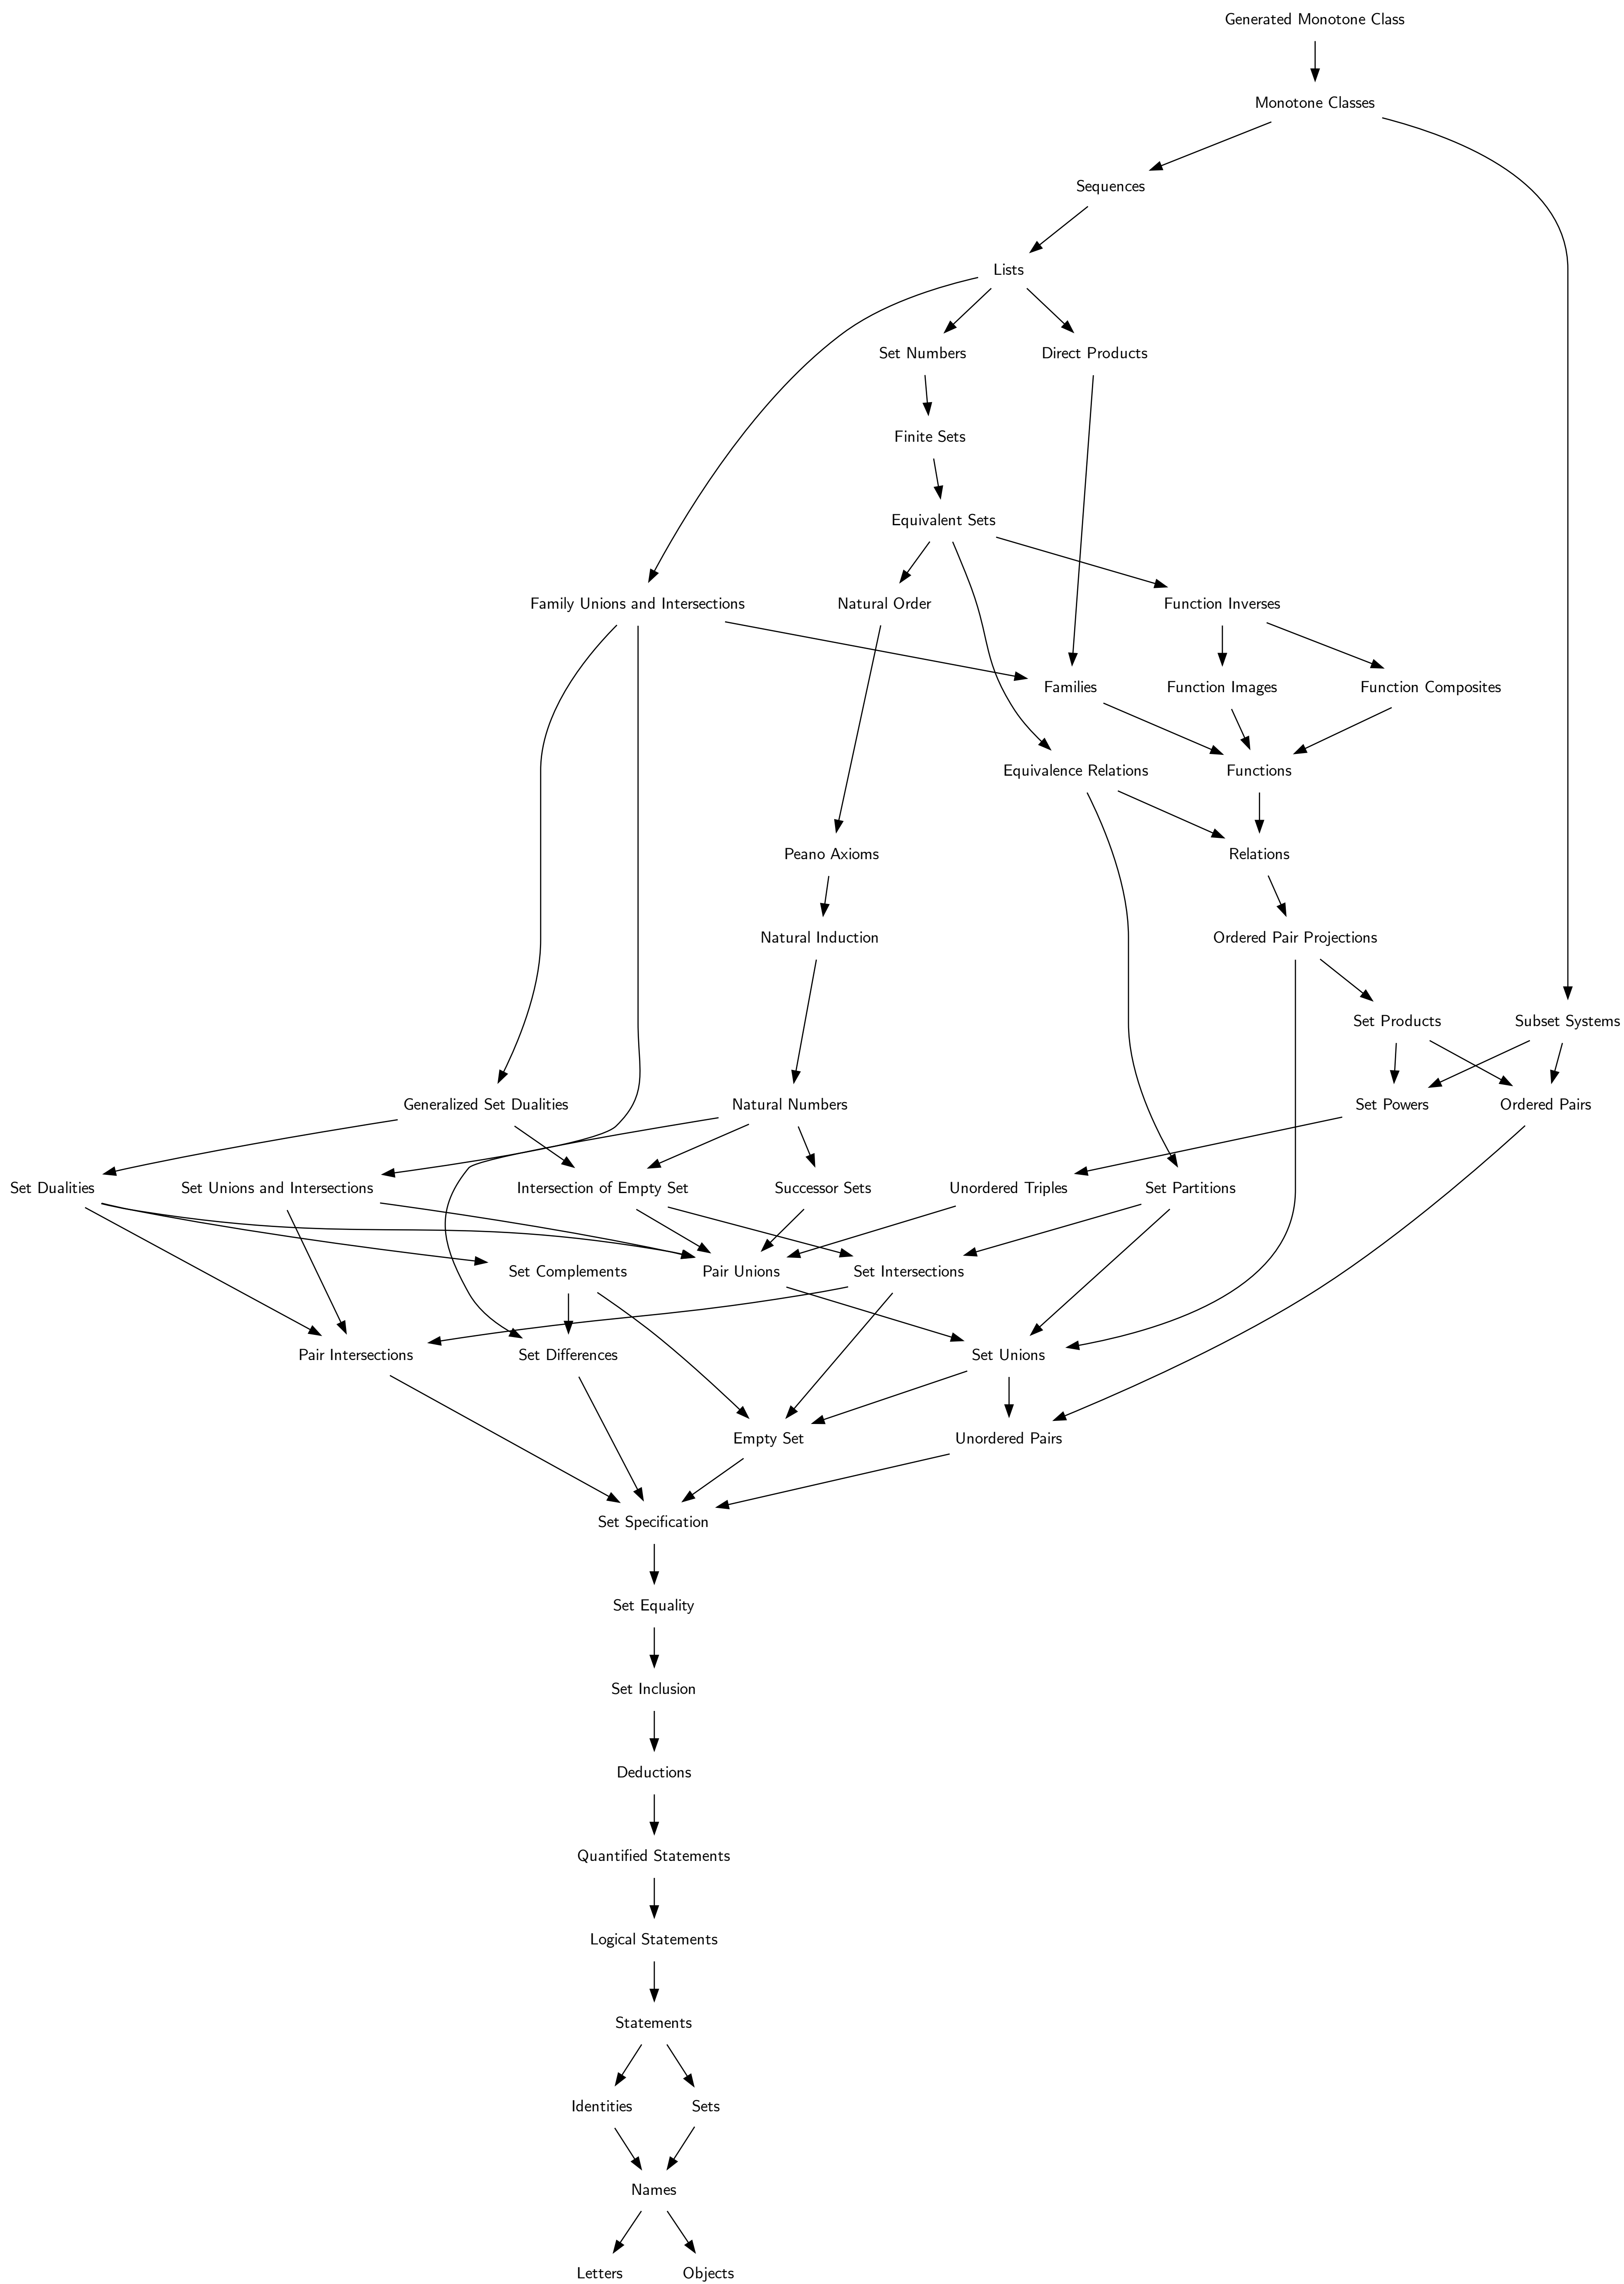 Generated Monotone Class
Monotone Classes
Sequences
Lists
Set Numbers
Direct Products
Finite Sets
Equivalent Sets
Family Unions and Intersections
Natural Order
Function Inverses
Families
Function Images
Function Composites
Equivalence Relations
Functions
Peano Axioms
Relations
Natural Induction
Ordered Pair Projections
Set Products
Subset Systems
Generalized Set Dualities
Natural Numbers
Set Powers
Ordered Pairs
Set Dualities
Set Unions and Intersections
Intersection of Empty Set
Successor Sets
Unordered Triples
Set Partitions
Set Complements
Pair Unions
Set Intersections
Pair Intersections
Set Differences
Set Unions
Empty Set
Unordered Pairs
Set Specification
Set Equality
Set Inclusion
Deductions
Quantified Statements
Logical Statements
Statements
Identities
Sets
Names
Letters
Objects